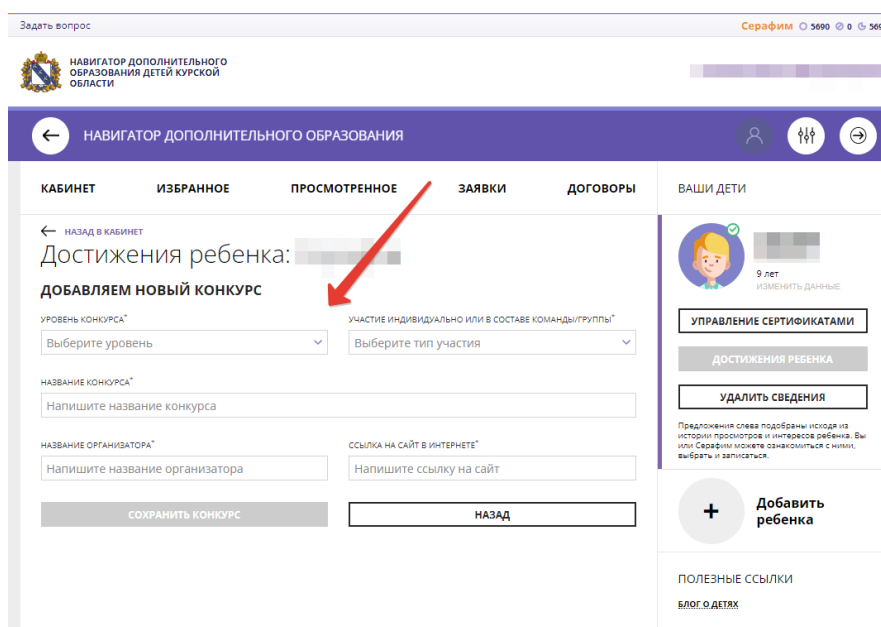 Задать вопрос
Серафим 5690 0 569
НАВИГАТОР ДОПОЛНИТЕЛЬНОГО
ОБРАЗОВАНИЯ ДЕТЕЙ КУРСКОЙ
ОБЛАСТИ
НАВИГАТОР ДОПОЛНИТЕЛЬНОГО ОБРАЗОВАНИЯ
КАБИНЕТ ИЗБРАННОЕ ПРОСМОТРЕННОЕ ЗАЯВКИ ДОГОВОРЫ
НАЗАД В КАБИНЕТ
Достижения ребенка:
ДОБАВЛЯЕМ НОВЫЙ КОНКУРС
УРОВЕНЬ КОНКУРСА* УЧАСТИЕ ИНДИВИДУАЛЬНО ИЛИ В СОСТАВЕ КОМАНДЫ/ГРУППЫ*
Выберите уровень Выберите тип участия
НАЗВАНИЕ КОНКУРСА*
Напишите название конкурса
НАЗВАНИЕ ОРГАНИЗАТОРА* ССЫЛКА НА САЙТ В ИНТЕРНЕТЕ*
Напишите название организатора Напишите ссылку на сайт
СОХРАНИТЬ КОНКУРС НАЗАД
ВАШИ ДЕТИ
9 лет
ИЗМЕНИТЬ ДАННЫЕ
УПРАВЛЕНИЕ СЕРТИФИКАТАМИ
ДОСТИЖЕНИЯ РЕБЕНКА
УДАЛИТЬ СВЕДЕНИЯ
Предложения слева подобраны исходя из
истории просмотров и интересов ребенка. Вы
или Серафим можете ознакомиться с ними,
выбрать и записаться.
+ Добавить
ребенка
ПОЛЕЗНЫЕ ССЫЛКИ
БЛОГ О ДЕТЯХ